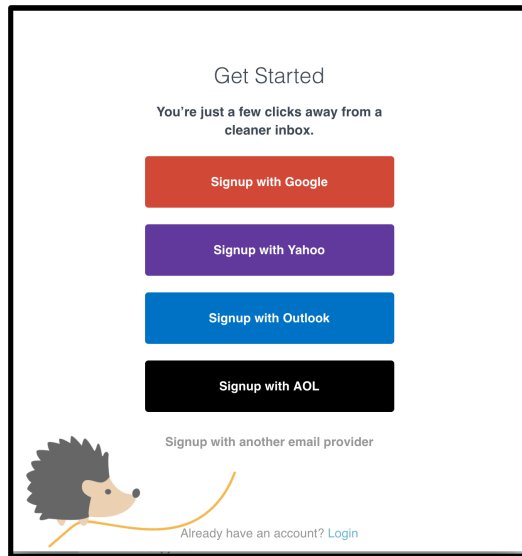 Get Started
You're just a few clicks away from a
cleaner inbox.
Signup with Google
Signup with Yahoo
Signup with Outlook
Signup with AOL
Signup with another email provider
Already have an account? Login